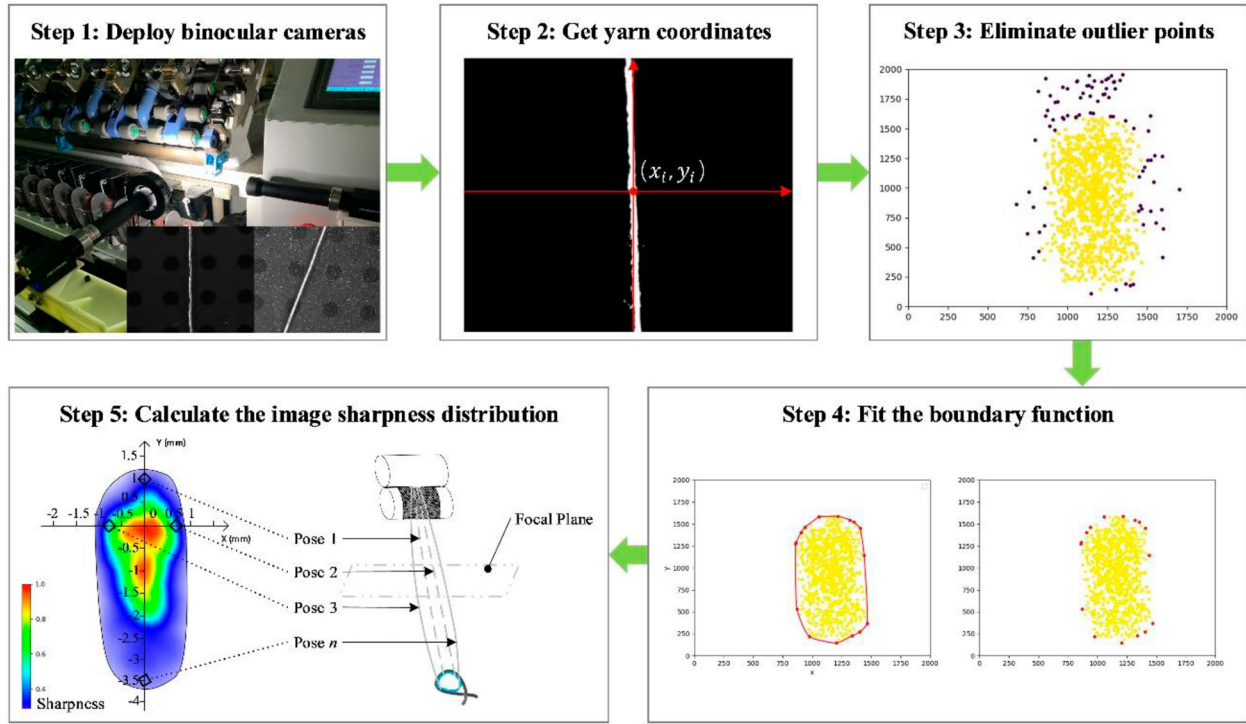 Step 1: Deploy binocular cameras
Step 2: Get yarn coordinates
(x_i, y_i)
Step 3: Eliminate outlier points
2000
1750
1500
1250
1000
750
500
250
0
0 250 500 750 1000 1250 1500 1750 2000
Step 5: Calculate the image sharpness distribution
Y (mm)
1.5
1
0.5
-2 -1.5 -1 -0.5 0 0.5 1
X (mm)
-0.5
-1
-1.5
-2
-2.5
-3
-3.5
-4
1.0
0.8
0.6
0.4
Sharpness
Pose 1
Pose 2
Pose 3
Pose n
Focal Plane
Step 4: Fit the boundary function
2000
1750
1500
1250
1000
750
500
250
0
y
0 250 500 750 1000 1250 1500 1750 2000
x
2000
1750
1500
1250
1000
750
500
250
0
0 250 500 750 1000 1250 1500 1750 2000